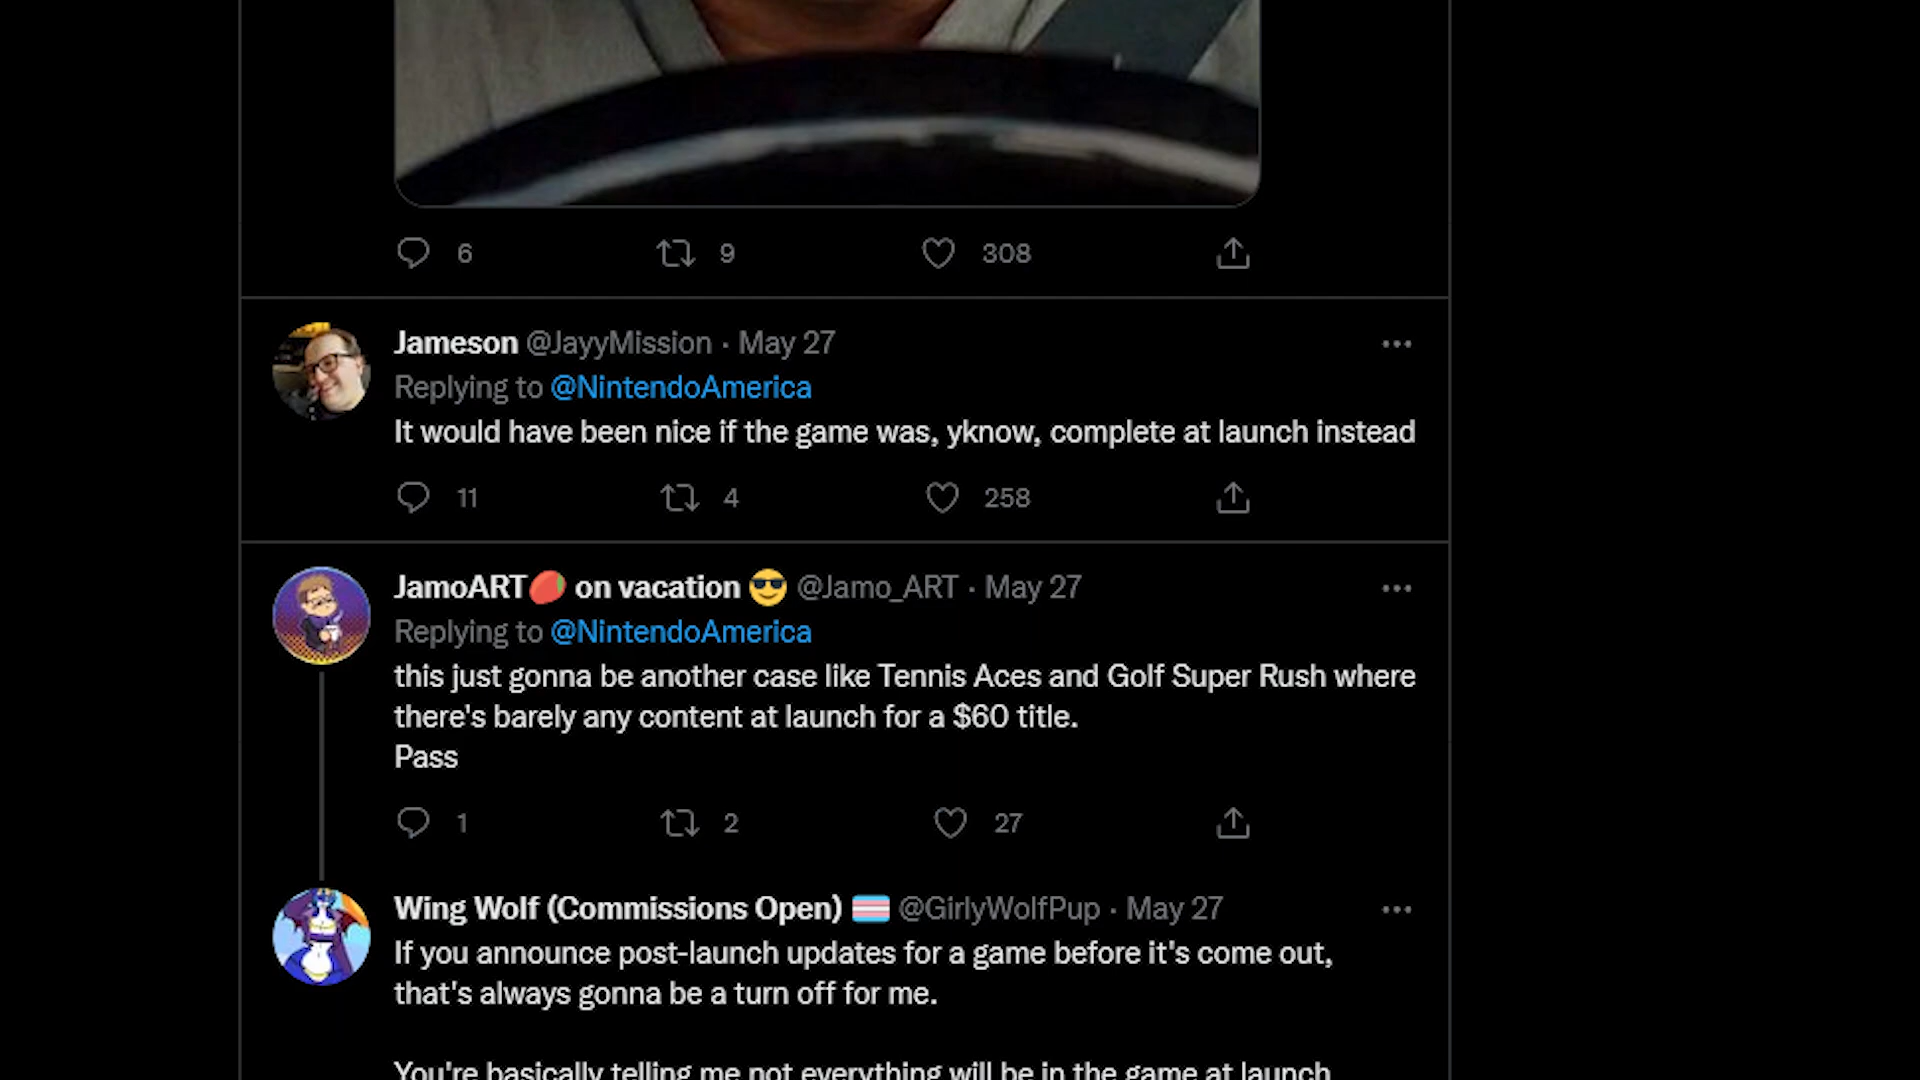 6 9 308
Jameson @JayyMission · May 27
Replying to @NintendoAmerica
It would have been nice if the game was, yknow, complete at launch instead
11 4 258
JamoART🥭 on vacation 😎 @Jamo_ART · May 27
Replying to @NintendoAmerica
this just gonna be another case like Tennis Aces and Golf Super Rush where
there's barely any content at launch for a $60 title.
Pass
1 2 27
Wing Wolf (Commissions Open) @GirlyWolfPup · May 27
If you announce post-launch updates for a game before it's come out,
that's always gonna be a turn off for me.
You're basically telling me not everything will be in the game at launch